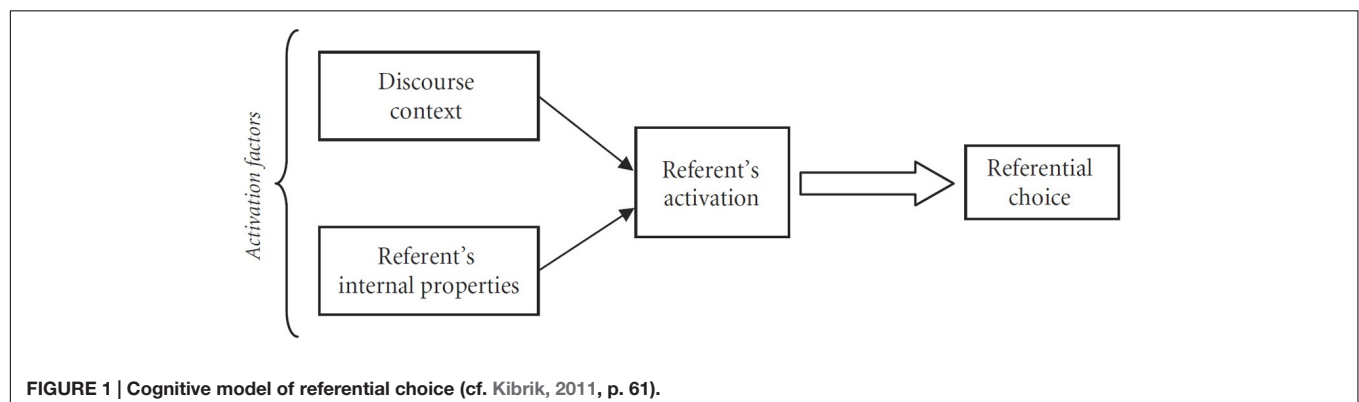 Activation factors
Discourse
context
Referent's
internal properties
Referent's
activation
Referential
choice
FIGURE 1 | Cognitive model of referential choice (cf. Kibrik, 2011, p. 61).